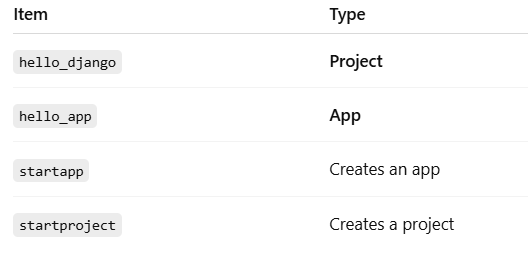 Item Type
hello_django Project
hello_app App
startapp Creates an app
startproject Creates a project